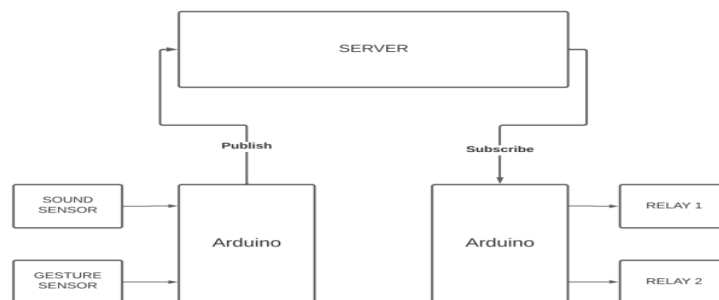 SERVER
Publish
Subscribe
SOUND
SENSOR
Arduino
Arduino
RELAY 1
GESTURE
SENSOR
RELAY 2